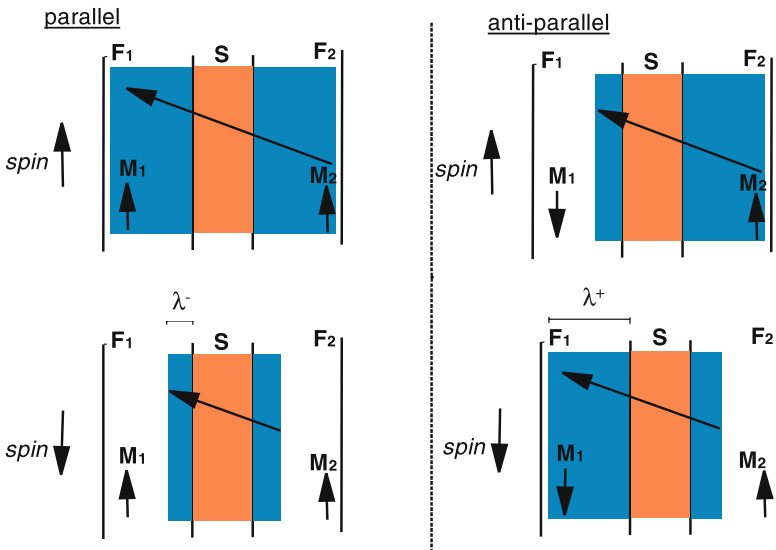 parallel
F1 S F2
spin
M1 M2
λ-
F1 S F2
spin
M1 M2
anti-parallel
F1 S F2
spin
M1 M2
λ+
F1 S F2
spin
M1 M2